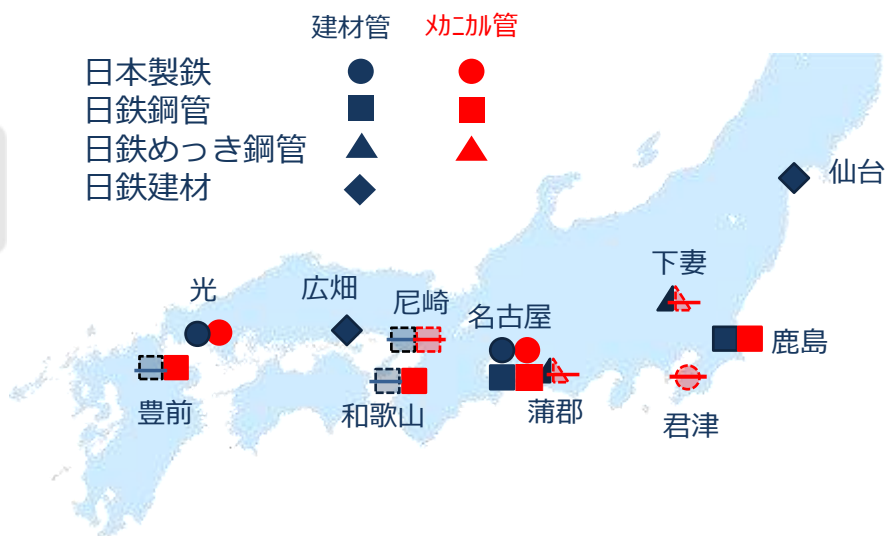 建材管 ﾒｶﾆｶﾙ管
日本製鉄
日鉄鋼管
日鉄めっき鋼管
日鉄建材
仙台
下妻
光
広畑
尼崎
名古屋
鹿島
豊前
和歌山
蒲郡
君津